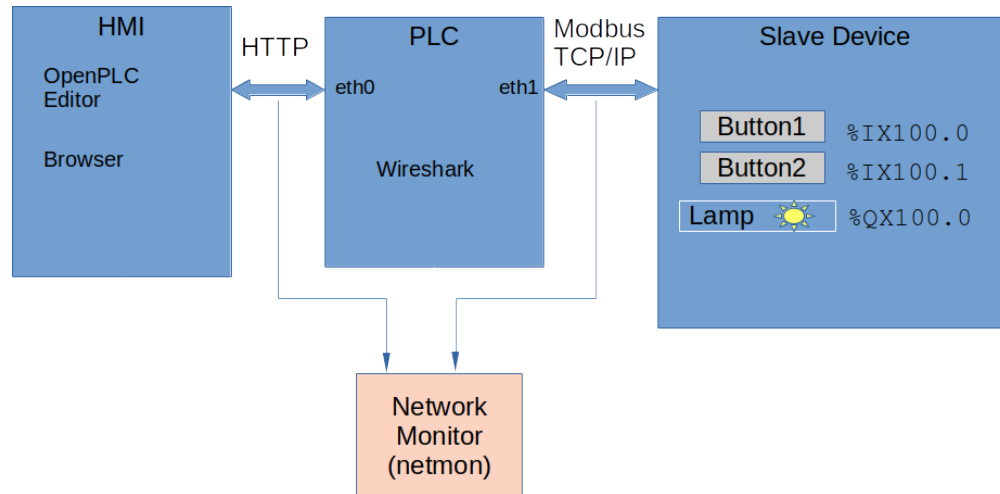 HMI
OpenPLC
Editor
Browser
HTTP
PLC
eth0
eth1
Wireshark
Modbus
TCP/IP
Slave Device
Button1 %IX100.0
Button2 %IX100.1
Lamp %QX100.0
Network
Monitor
(netmon)